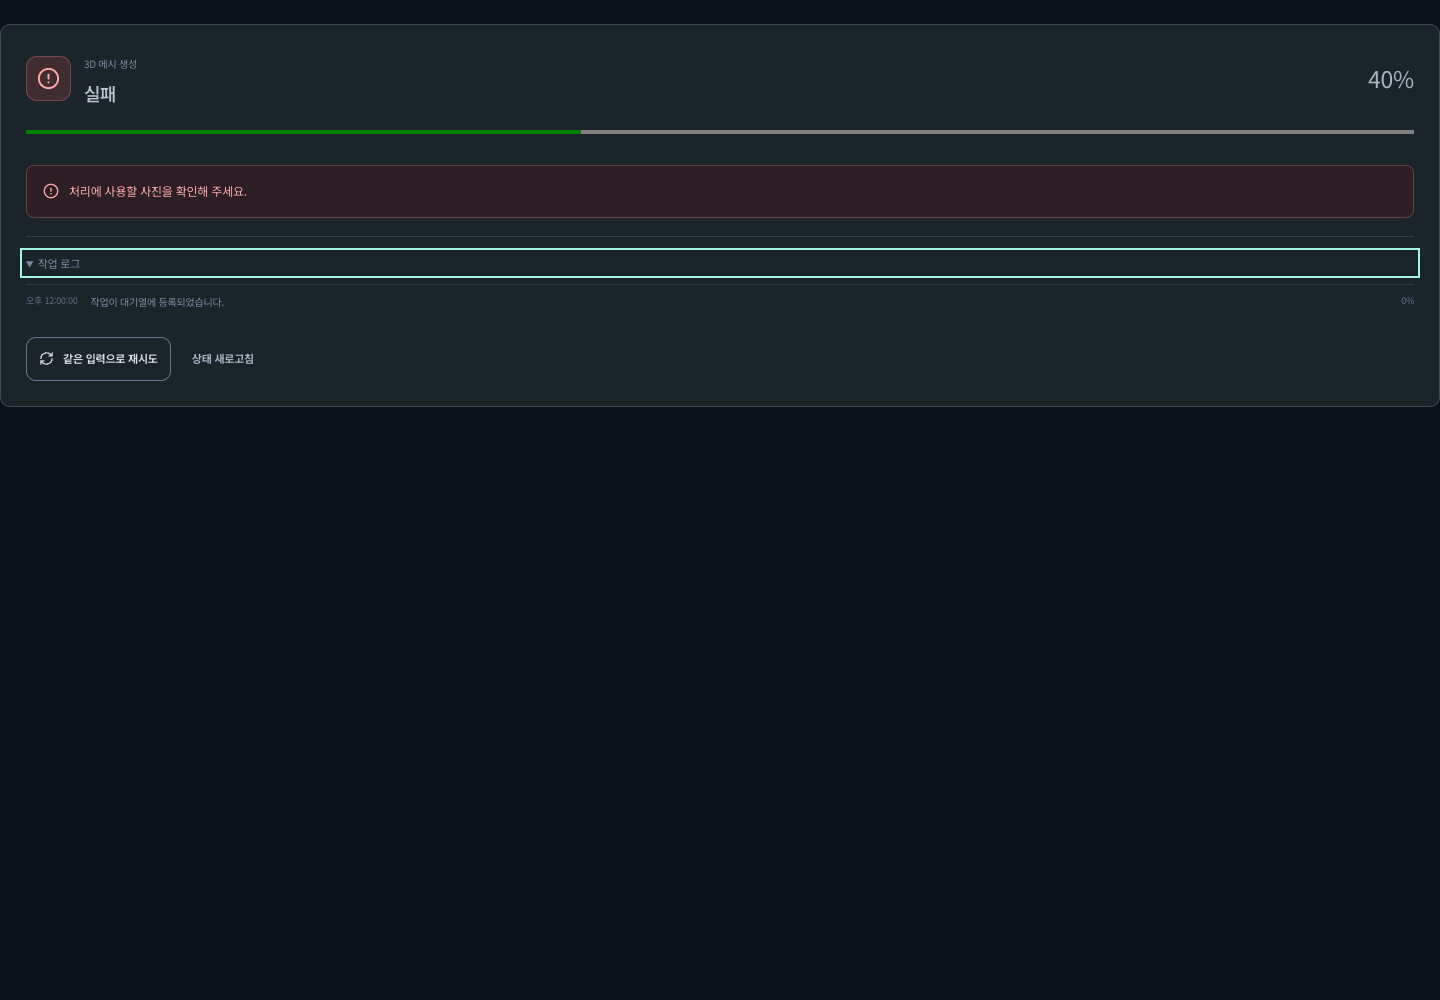 3D 메시 생성
실패
40%
처리에 사용할 사진을 확인해 주세요.
작업 로그
오후 12:00:00 작업이 대기열에 등록되었습니다. 0%
같은 입력으로 재시도 상태 새로고침